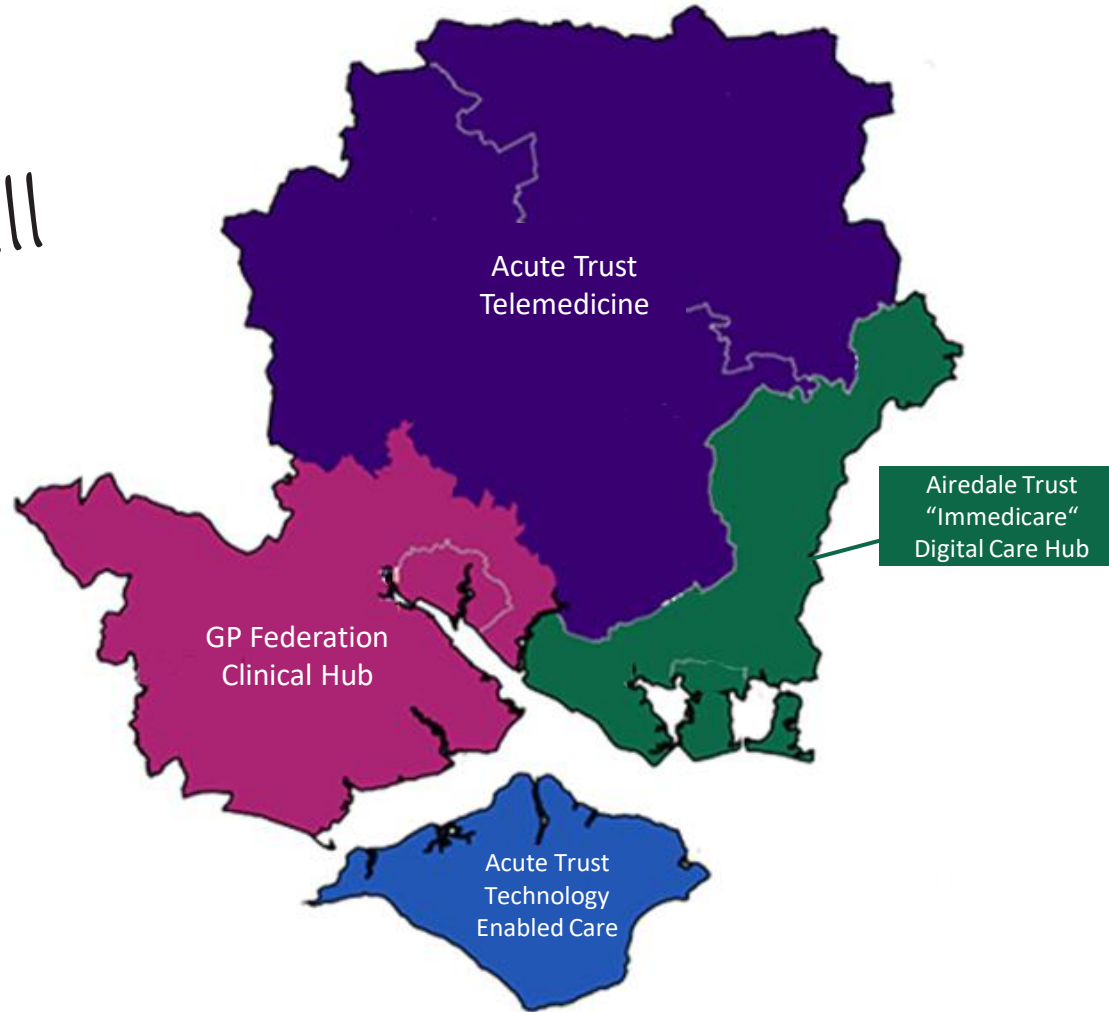 Acute Trust
Telemedicine
Airedale Trust
“Immedicare“
Digital Care Hub
GP Federation
Clinical Hub
Acute Trust
Technology
Enabled Care